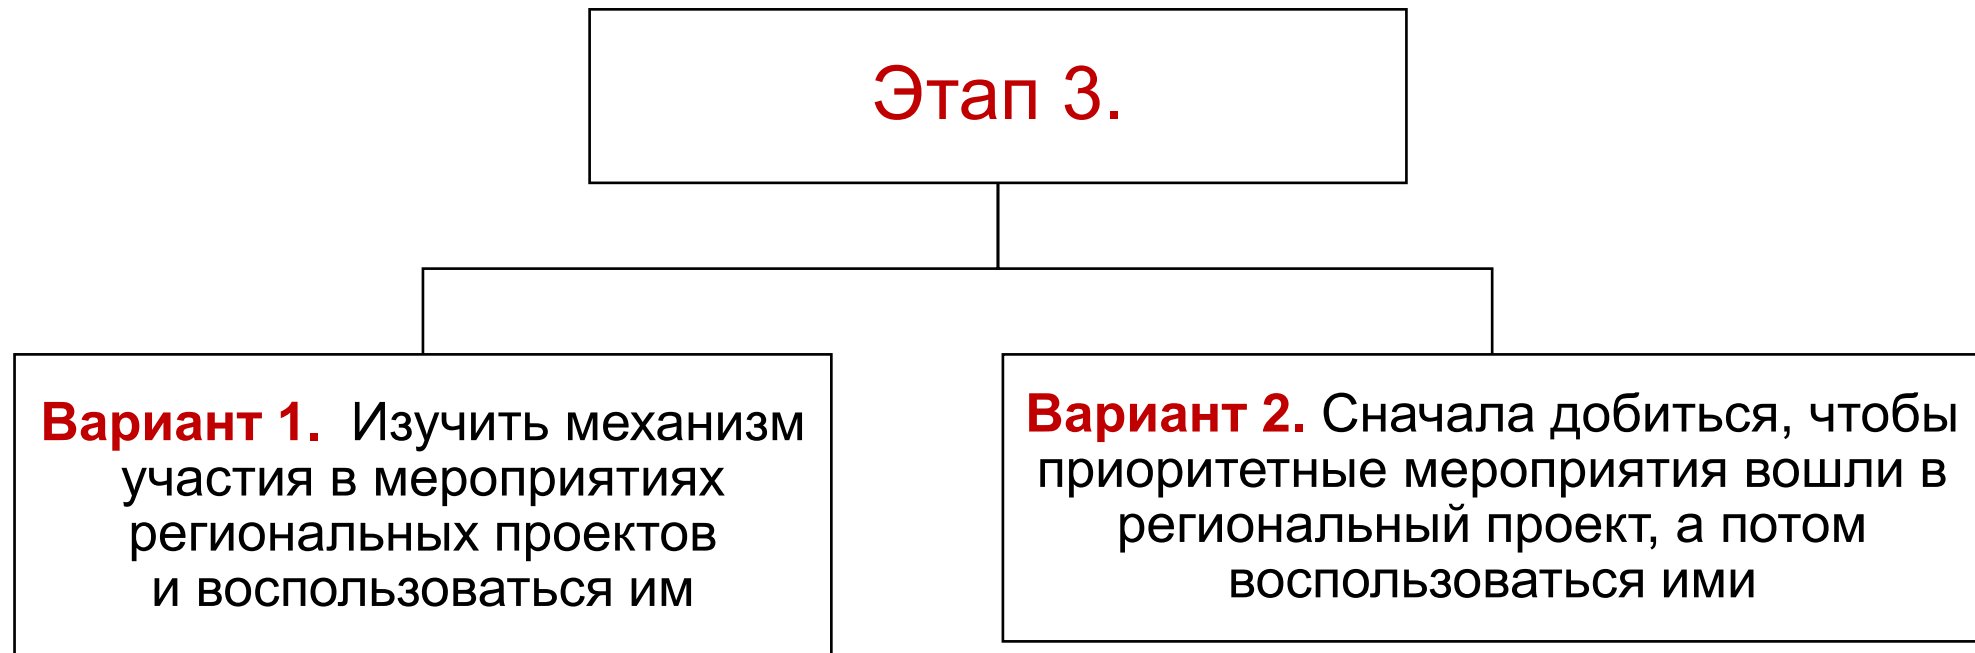 Этап 3.
Вариант 1. Изучить механизм
участия в мероприятиях
региональных проектов
и воспользоваться им
Вариант 2. Сначала добиться, чтобы
приоритетные мероприятия вошли в
региональный проект, а потом
воспользоваться ими